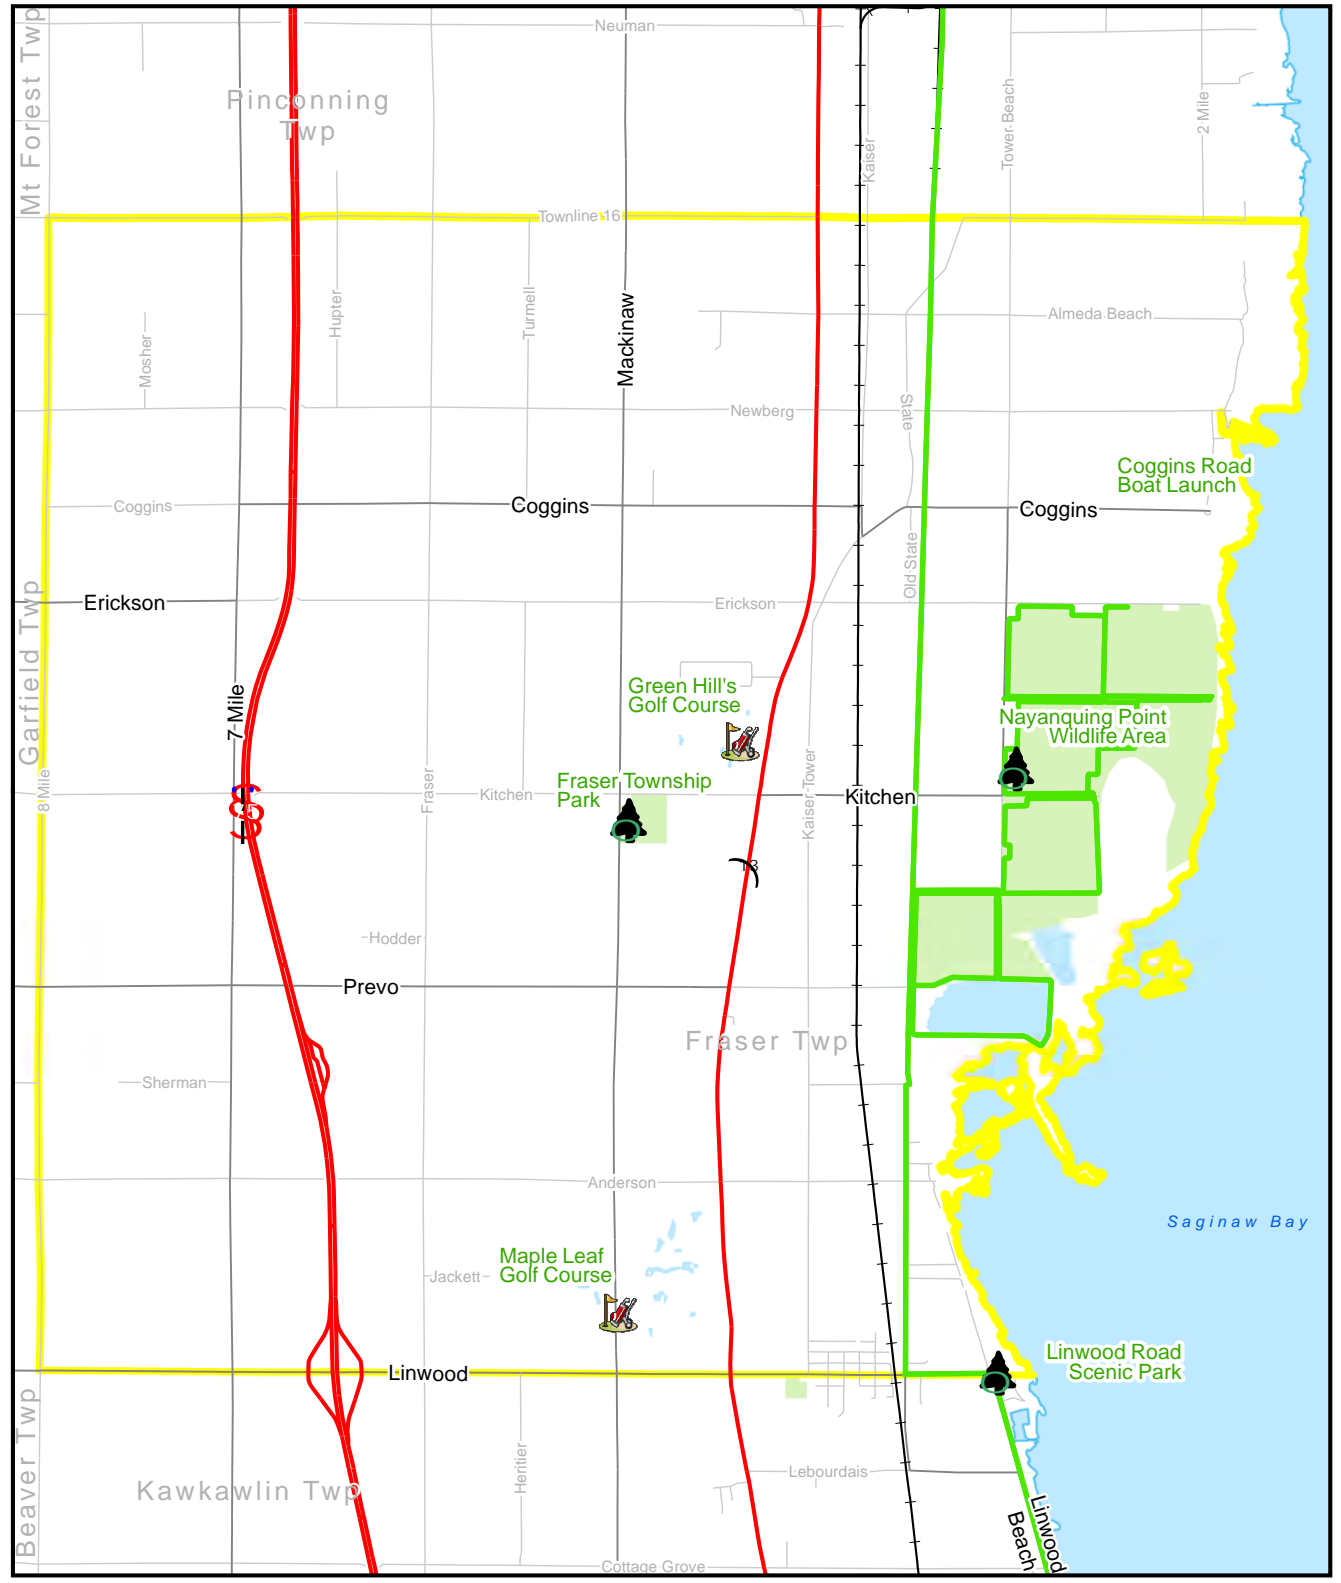 Neuman
Mt Forest Twp
Pinconning
Twp
Kaiser
Tower Beach
2 Mile
Townline 16
Mosher
Hupter
Turmell
Mackinaw
Almeda Beach
Newberg
State
Coggins Road
Boat Launch
Coggins
Coggins
Coggins
Old State
Erickson
Erickson
Garfield Twp
7 Mile
Green Hill's
Golf Course
Nayanquing Point
Wildlife Area
8 Mile
Fraser
Kitchen
Fraser Township
Park
Kaiser-Tower
Kitchen
13
Hodder
Prevo
Fraser Twp
Sherman
Anderson
Saginaw Bay
Maple Leaf
Golf Course
Jackett
Linwood
Linwood Road
Scenic Park
Beaver Twp
Kawkawlin Twp
Heritier
Lebourdais
Linwood
Beach
Cottage Grove